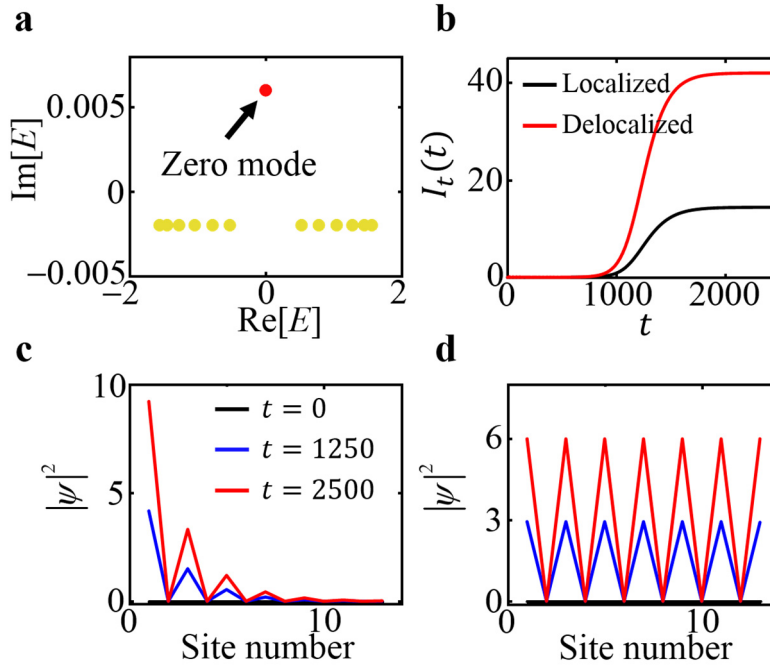 a
0.005
0
−0.005
−2
0
2
Im[E]
Re[E]
Zero mode
b
40
20
0
0
1000
2000
I_t(t)
t
Localized
Delocalized
c
10
5
0
0
10
|ψ|²
Site number
t = 0
t = 1250
t = 2500
d
6
3
0
0
10
|ψ|²
Site number